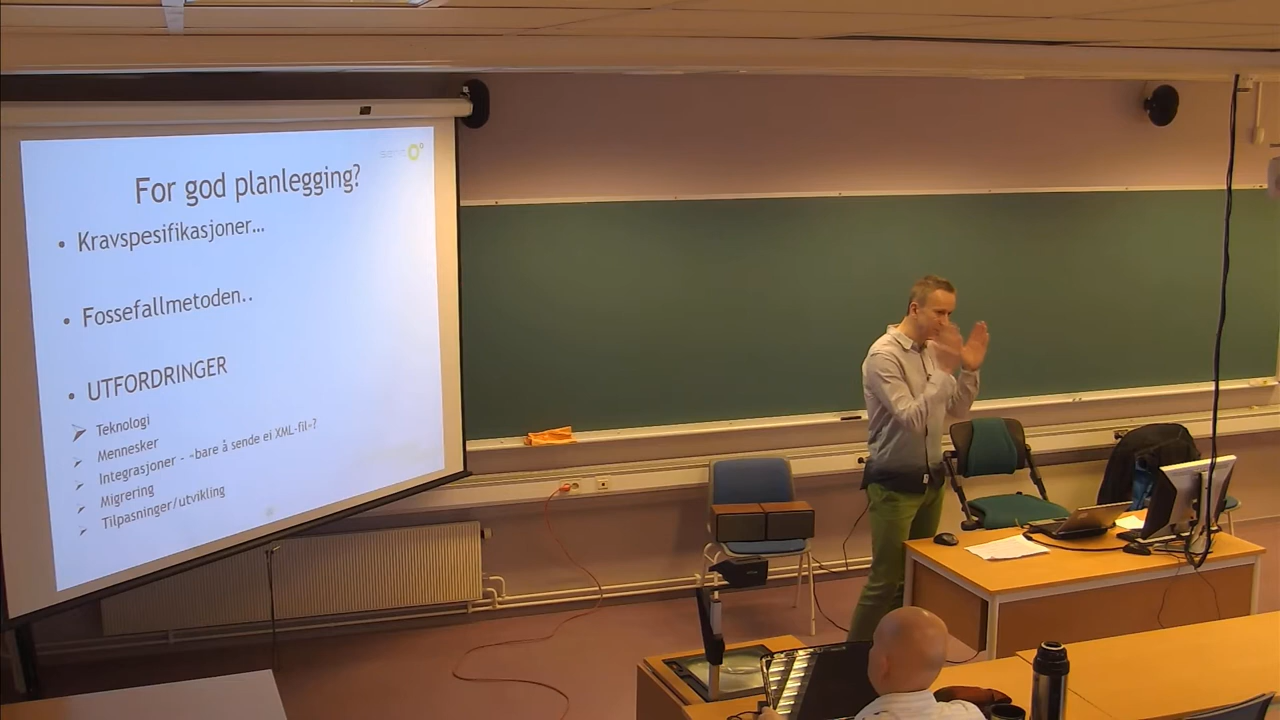 For god planlegging?
• Kravspesifikasjoner…
• Fossefallmetoden..
• UTFORDRINGER
Teknologi
Mennesker
Integrasjoner - «bare å sende ei XML-fil»?
Migrering
Tilpasninger/utvikling